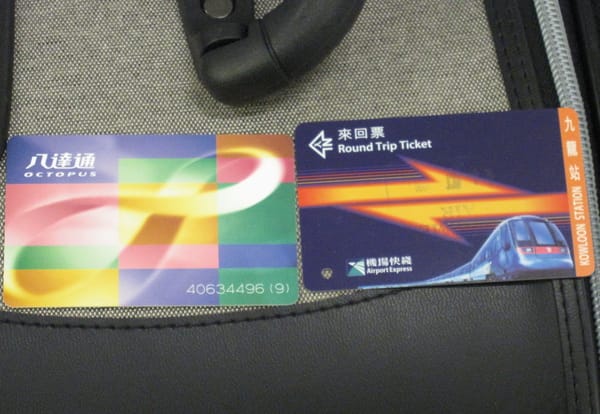 八達通
OCTOPUS
40634496 (9)
來回票
Round Trip Ticket
機場快綫
Airport Express
九龍站
KOWLOON STATION